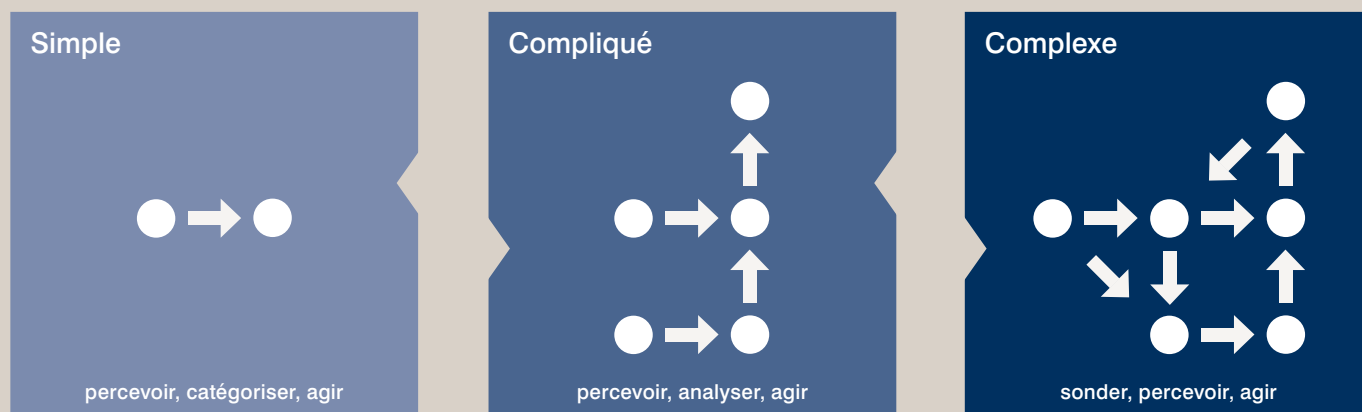 Simple
Compliqué
Complexe
percevoir, catégoriser, agir
percevoir, analyser, agir
sonder, percevoir, agir